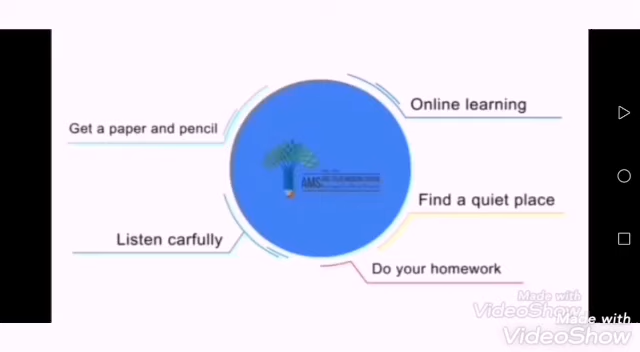 Online learning
Get a paper and pencil
Find a quiet place
Listen carfully
Do your homework
AMS
Made with
VideoShow
Made with
VideoShow